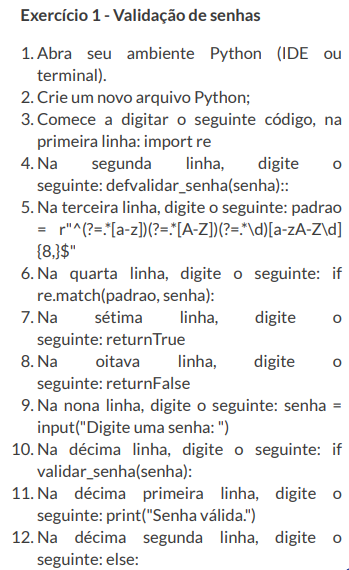 Exercício 1 - Validação de senhas
1. Abra seu ambiente Python (IDE ou
terminal).
2. Crie um novo arquivo Python;
3. Comece a digitar o seguinte código, na
primeira linha: import re
4. Na segunda linha, digite o
seguinte: defvalidar_senha(senha)::
5. Na terceira linha, digite o seguinte: padrao
= r"^(?=.*[a-z])(?=.*[A-Z])(?=.*\d)[a-zA-Z\d]
{8,}$"
6. Na quarta linha, digite o seguinte: if
re.match(padrao, senha):
7. Na sétima linha, digite o
seguinte: returnTrue
8. Na oitava linha, digite o
seguinte: returnFalse
9. Na nona linha, digite o seguinte: senha =
input("Digite uma senha: ")
10. Na décima linha, digite o seguinte: if
validar_senha(senha):
11. Na décima primeira linha, digite o
seguinte: print("Senha válida.")
12. Na décima segunda linha, digite o
seguinte: else: